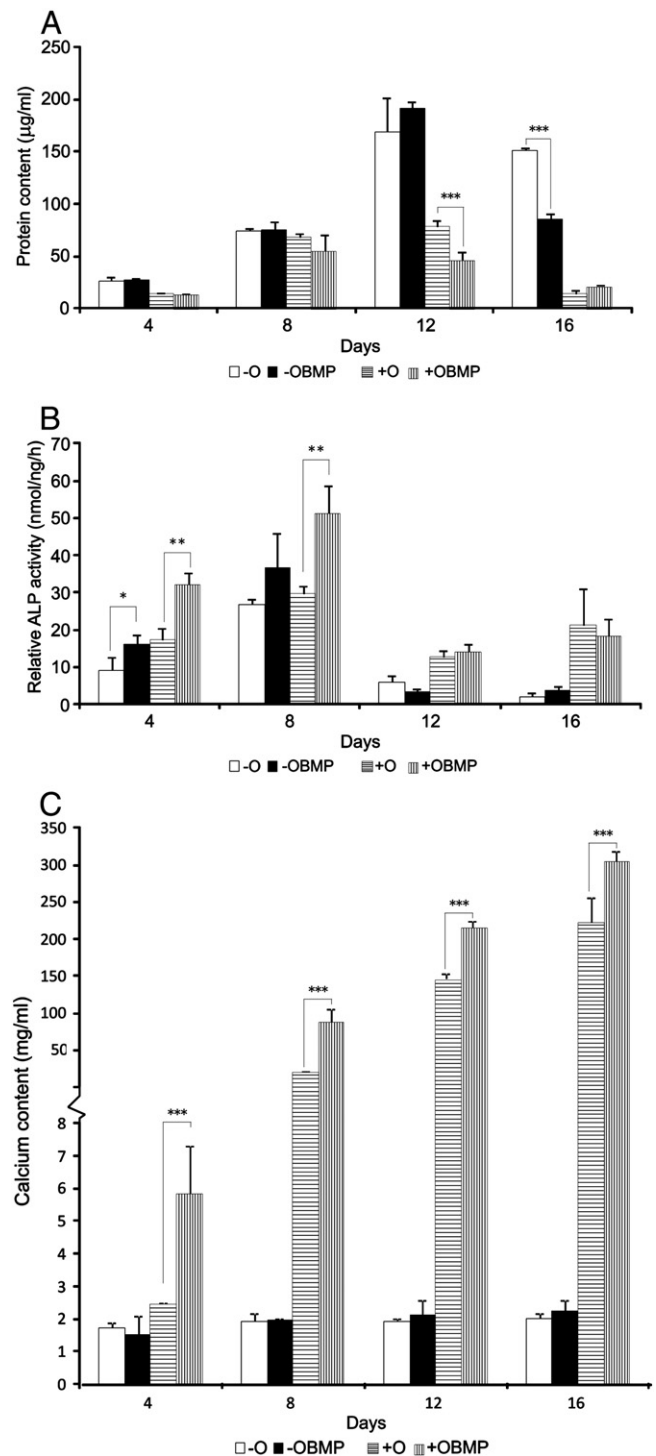 A
Protein content (µg/ml)
250
200
150
100
50
0
***
***
4 8 12 16
Days
-O -OBMP +O +OBMP
B
Relative ALP activity (nmol/ng/h)
70
60
50
40
30
20
10
0
*
**
**
4 8 12 16
Days
-O -OBMP +O +OBMP
C
Calcium content (mg/ml)
350
300
250
200
150
100
50
8
7
6
5
4
3
2
1
0
***
***
***
***
4 8 12 16
Days
-O -OBMP +O +OBMP